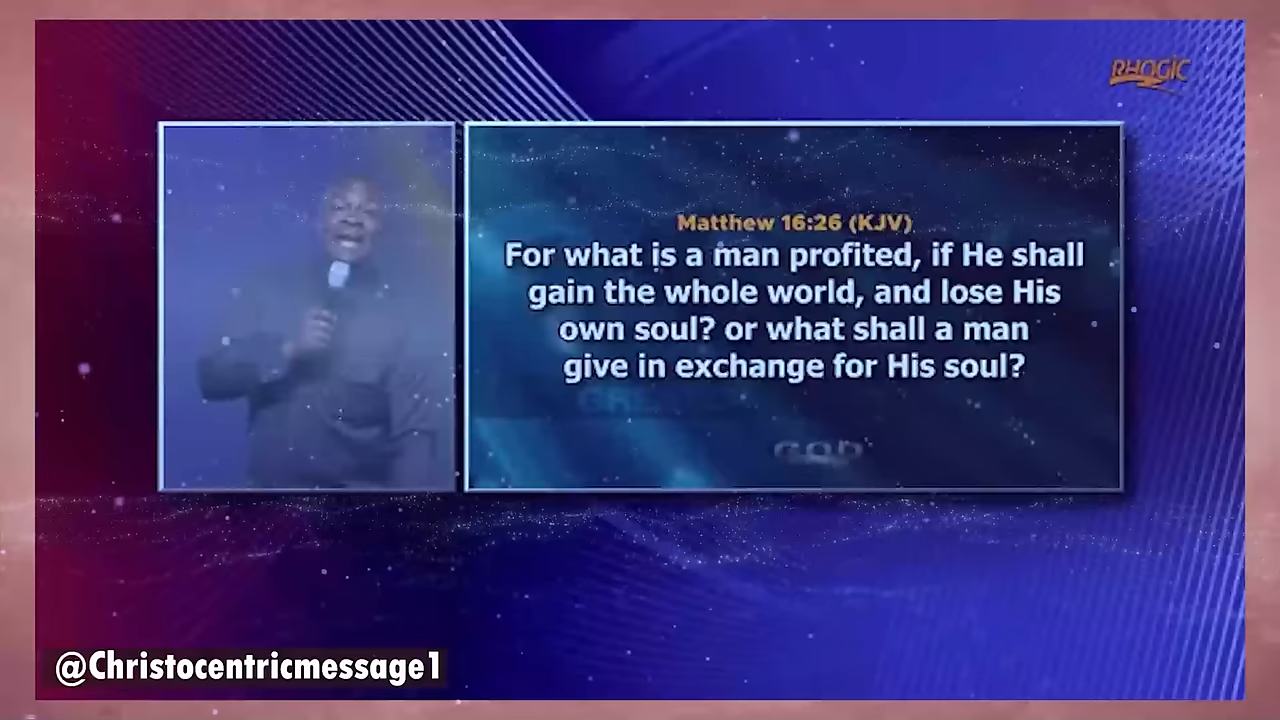 RHOGIC
Matthew 16:26 (KJV)
For what is a man profited, if He shall
gain the whole world, and lose His
own soul? or what shall a man
give in exchange for His soul?
GOD
@Christocentricmessage1